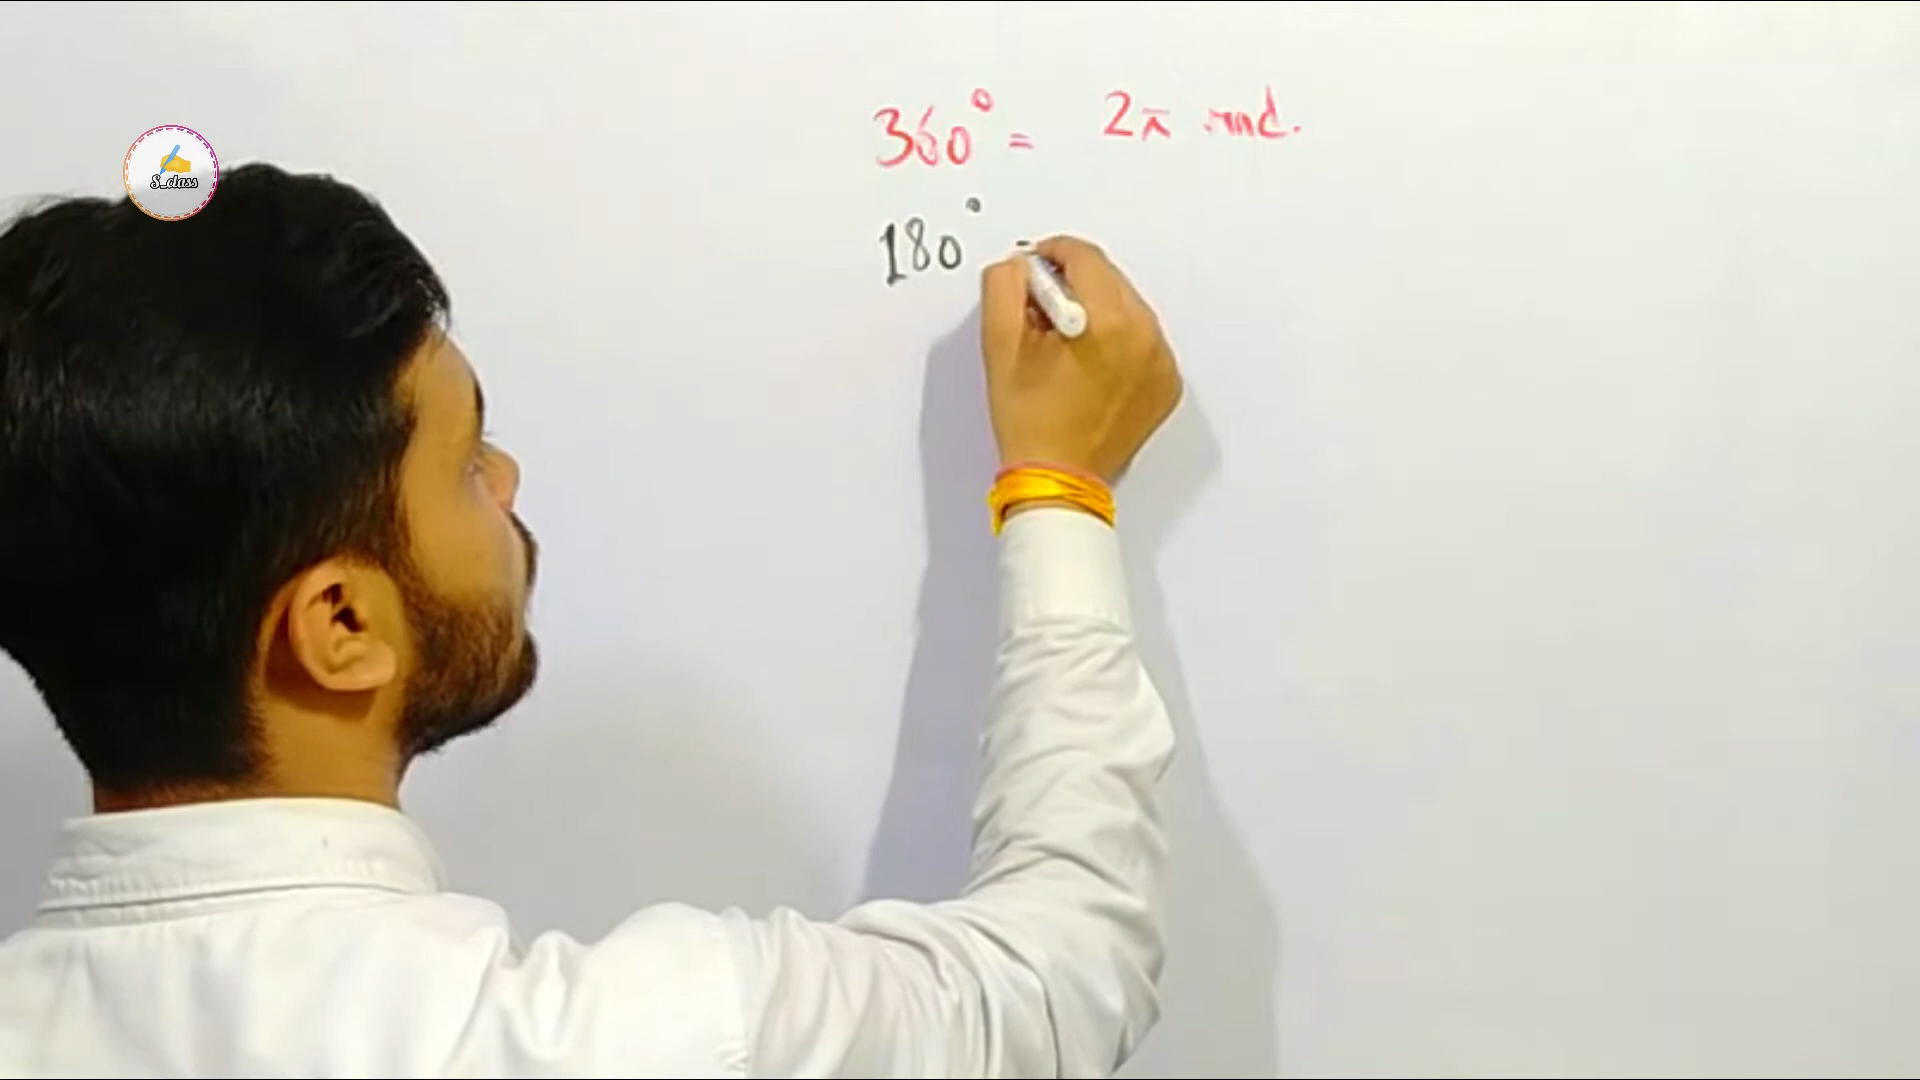 S_class
360° = 2π rad.
180° -